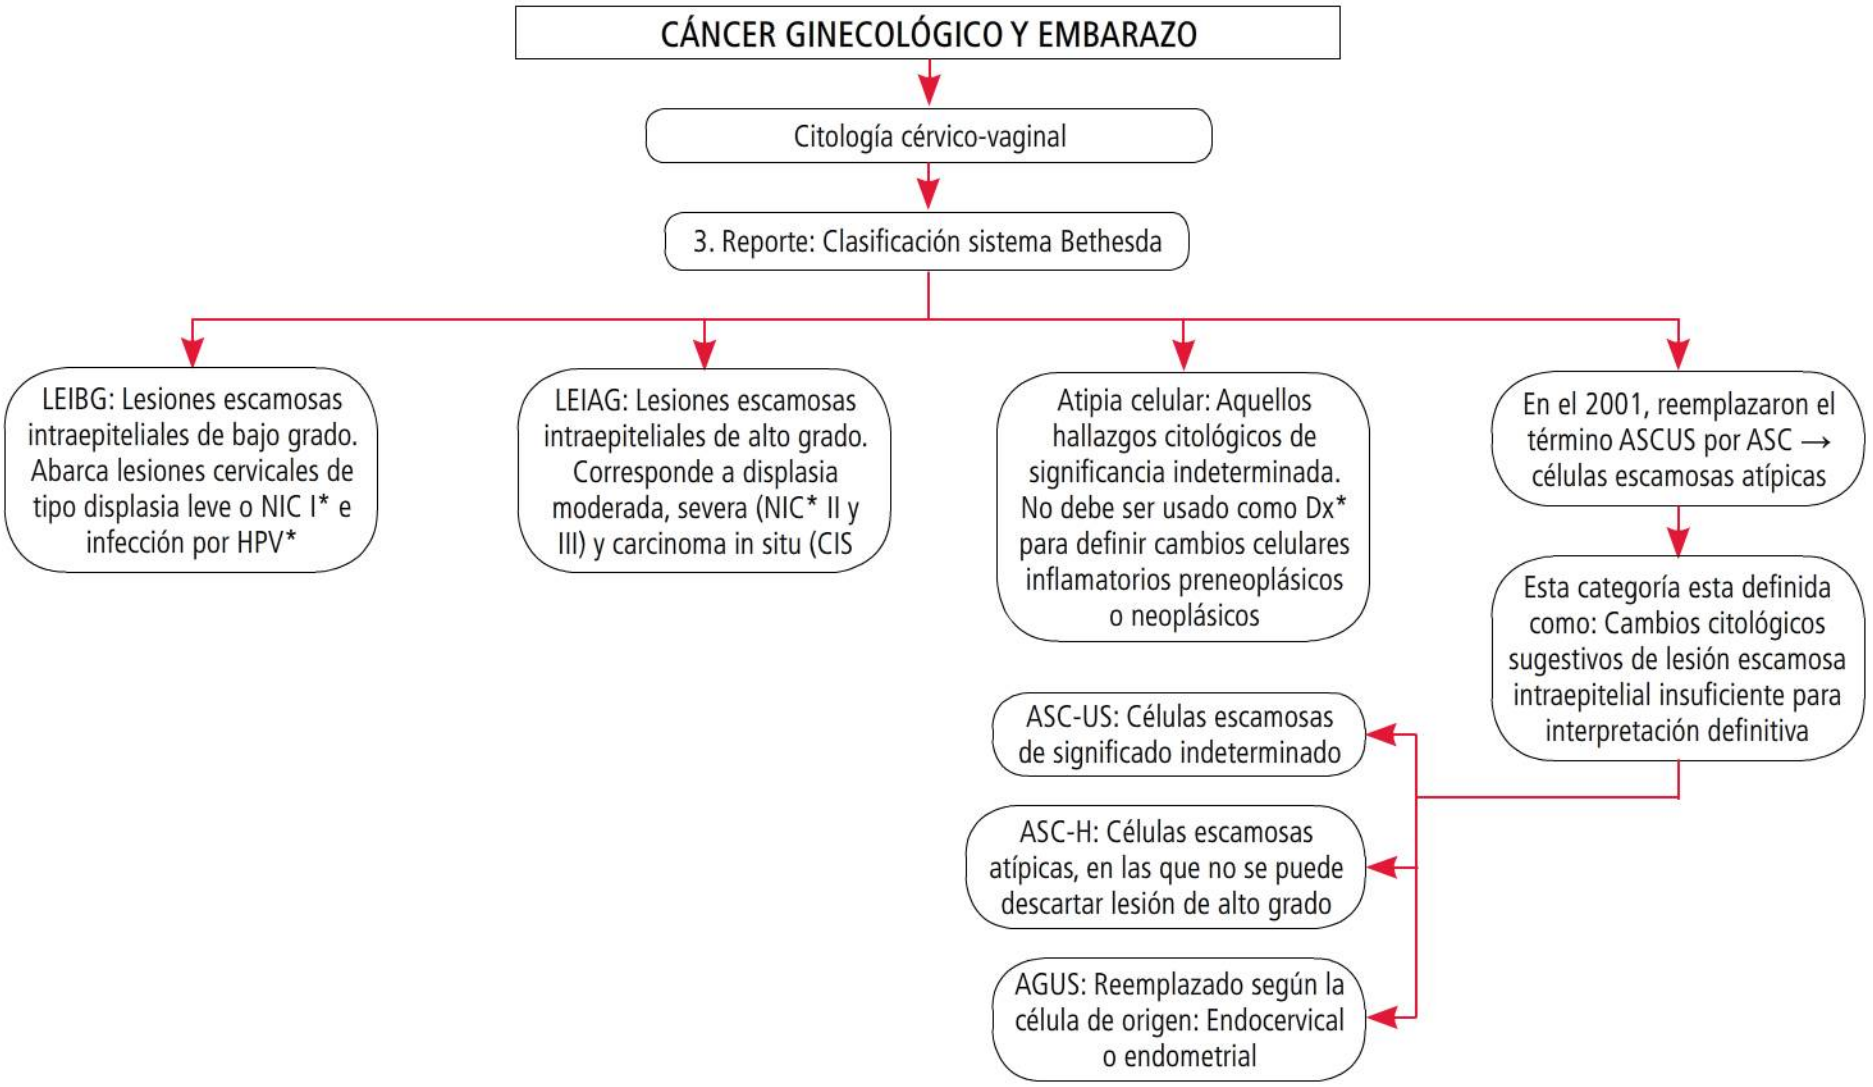 CÁNCER GINECOLÓGICO Y EMBARAZO
Citología cérvico-vaginal
3. Reporte: Clasificación sistema Bethesda
LEIBG: Lesiones escamosas
intraepiteliales de bajo grado.
Abarca lesiones cervicales de
tipo displasia leve o NIC I* e
infección por HPV*
LEIAG: Lesiones escamosas
intraepiteliales de alto grado.
Corresponde a displasia
moderada, severa (NIC* II y
III) y carcinoma in situ (CIS
Atipia celular: Aquellos
hallazgos citológicos de
significancia indeterminada.
No debe ser usado como Dx*
para definir cambios celulares
inflamatorios preneoplásicos
o neoplásicos
En el 2001, reemplazaron el
término ASCUS por ASC →
células escamosas atípicas
Esta categoría esta definida
como: Cambios citológicos
sugestivos de lesión escamosa
intraepitelial insuficiente para
interpretación definitiva
ASC-US: Células escamosas
de significado indeterminado
ASC-H: Células escamosas
atípicas, en las que no se puede
descartar lesión de alto grado
AGUS: Reemplazado según la
célula de origen: Endocervical
o endometrial